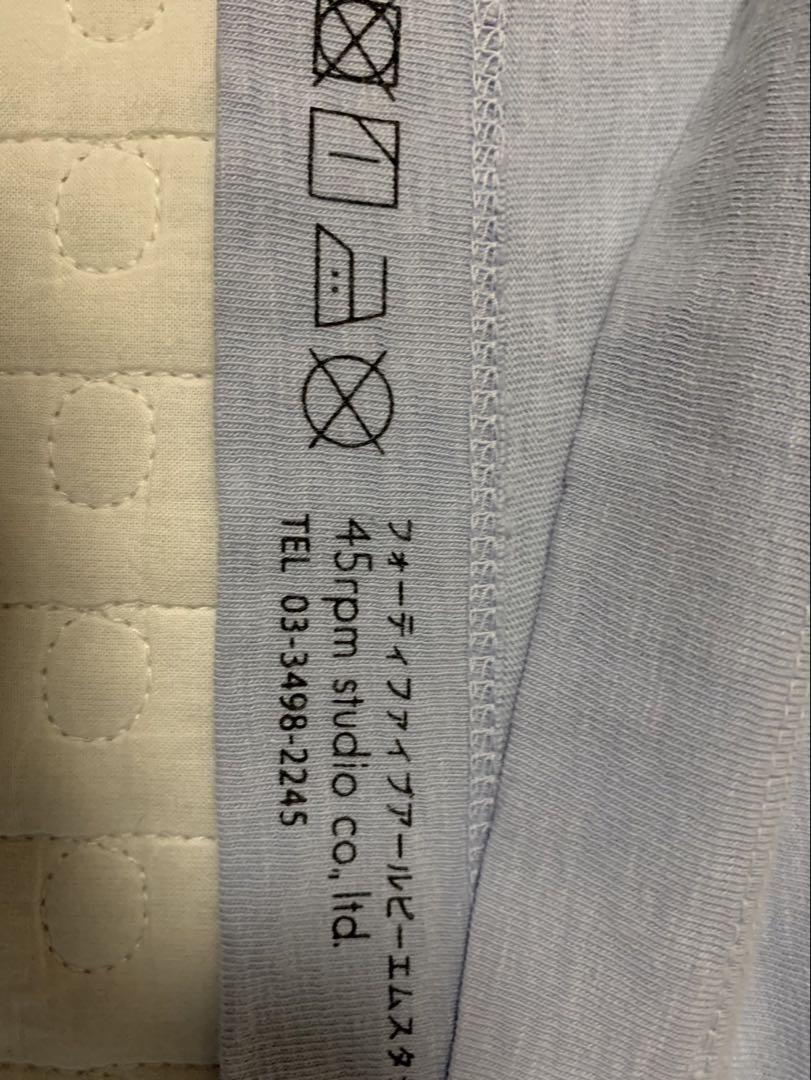 フォーティファイブアールピーエムスタ
45rpm studio co., ltd.
TEL 03-3498-2245